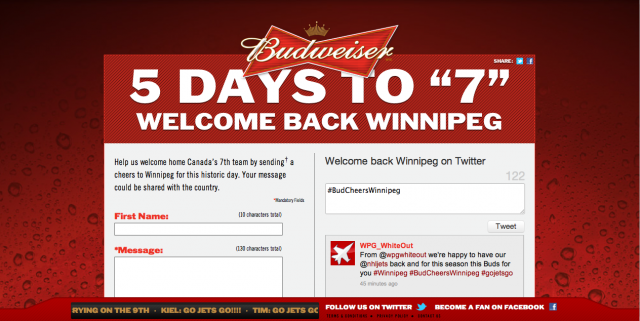 Budweiser
SHARE:
5 DAYS TO “7”
WELCOME BACK WINNIPEG
Help us welcome home Canada's 7th team by sending† a
cheers to Winnipeg for this historic day. Your message
could be shared with the country.
*Mandatory Fields
First Name:
(10 characters total)
*Message:
(130 characters total)
Welcome back Winnipeg on Twitter
122
#BudCheersWinnipeg
Tweet
WPG_WhiteOut
From @wpgwhiteout we're happy to have our
@nhljets back and for this season this Buds for
you #Winnipeg #BudCheersWinnipeg #gojetsgo
45 minutes ago
RYING ON THE 9TH · KIEL: GO JETS GO!!!! · TIM: GO JETS GO
FOLLOW US ON TWITTER
BECOME A FAN ON FACEBOOK